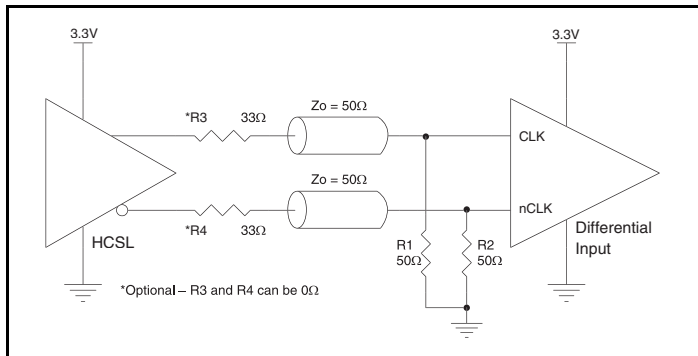 3.3V
3.3V
*R3 33Ω
Zo = 50Ω
CLK
Zo = 50Ω
*R4 33Ω
nCLK
HCSL
R1
50Ω
R2
50Ω
Differential
Input
*Optional – R3 and R4 can be 0Ω